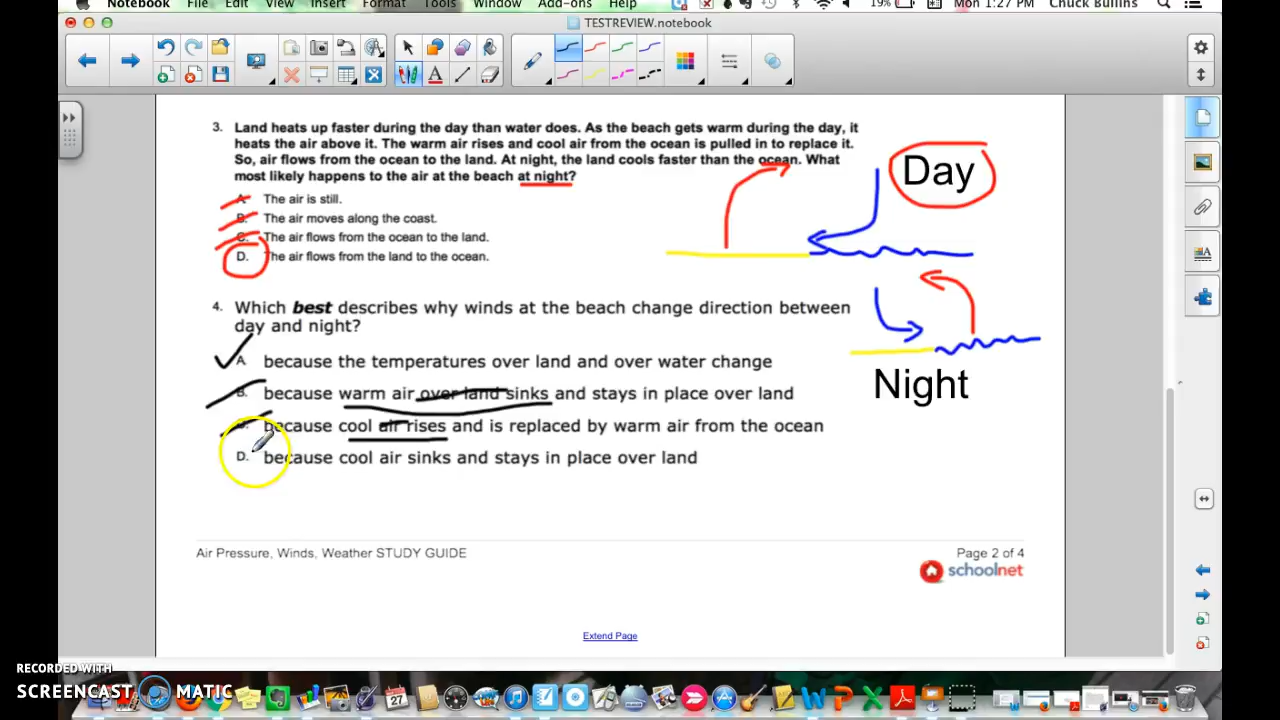 Notebook File Edit View Insert Format Tools Window Add-ons Help 19% Mon 1:27 PM Chuck Bullins
TESTREVIEW.notebook
3. Land heats up faster during the day than water does. As the beach gets warm during the day, it
heats the air above it. The warm air rises and cool air from the ocean is pulled in to replace it.
So, air flows from the ocean to the land. At night, the land cools faster than the ocean. What
most likely happens to the air at the beach at night?
A. The air is still.
B. The air moves along the coast.
C. The air flows from the ocean to the land.
D. The air flows from the land to the ocean.
Day
4. Which best describes why winds at the beach change direction between
day and night?
A. because the temperatures over land and over water change
B. because warm air over land sinks and stays in place over land
because cool air rises and is replaced by warm air from the ocean
D. because cool air sinks and stays in place over land
Night
Air Pressure, Winds, Weather STUDY GUIDE
Page 2 of 4
schoolnet
Extend Page
RECORDED WITH
SCREENCAST MATIC